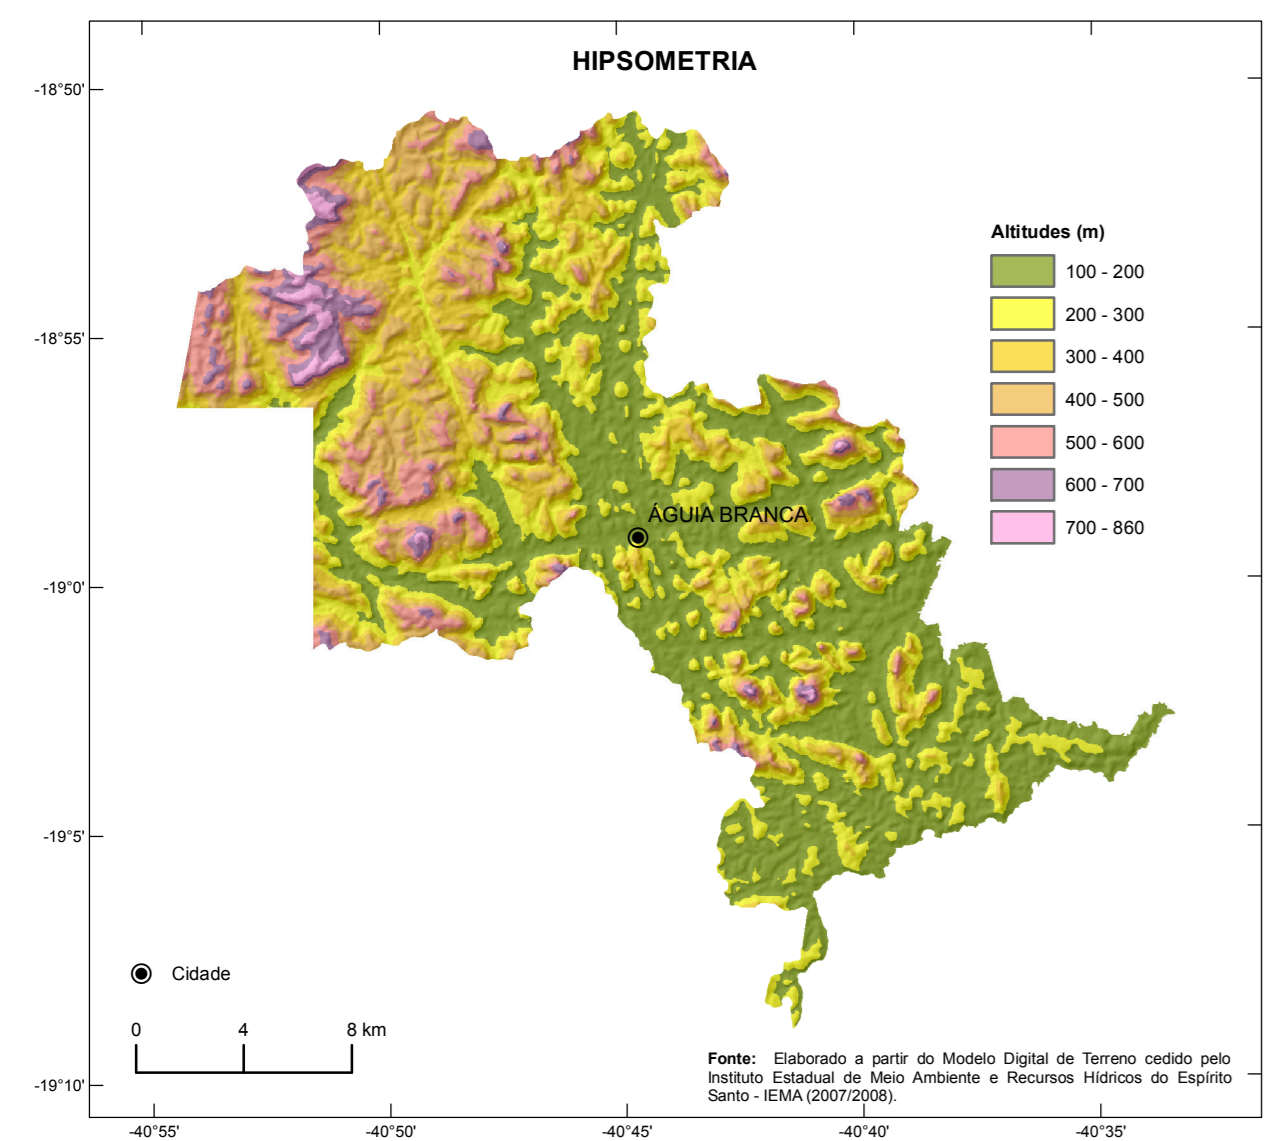 HIPSOMETRIA
-18°50'
-18°55'
-19°0'
-19°5'
-19°10'
Altitudes (m)
100 - 200
200 - 300
300 - 400
400 - 500
500 - 600
600 - 700
700 - 860
ÁGUIA BRANCA
Cidade
0 4 8 km
Fonte: Elaborado a partir do Modelo Digital de Terreno cedido pelo
Instituto Estadual de Meio Ambiente e Recursos Hídricos do Espírito
Santo - IEMA (2007/2008).
-40°55' -40°50' -40°45' -40°40' -40°35'